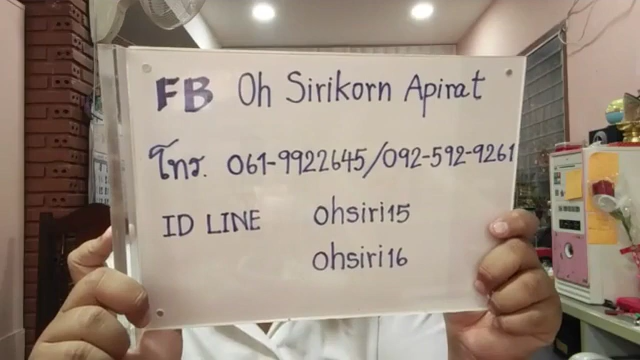 FB Oh Sirikorn Apirat
โทร. 061-9922645/092-592-9261
ID LINE ohsiri15
ohsiri16